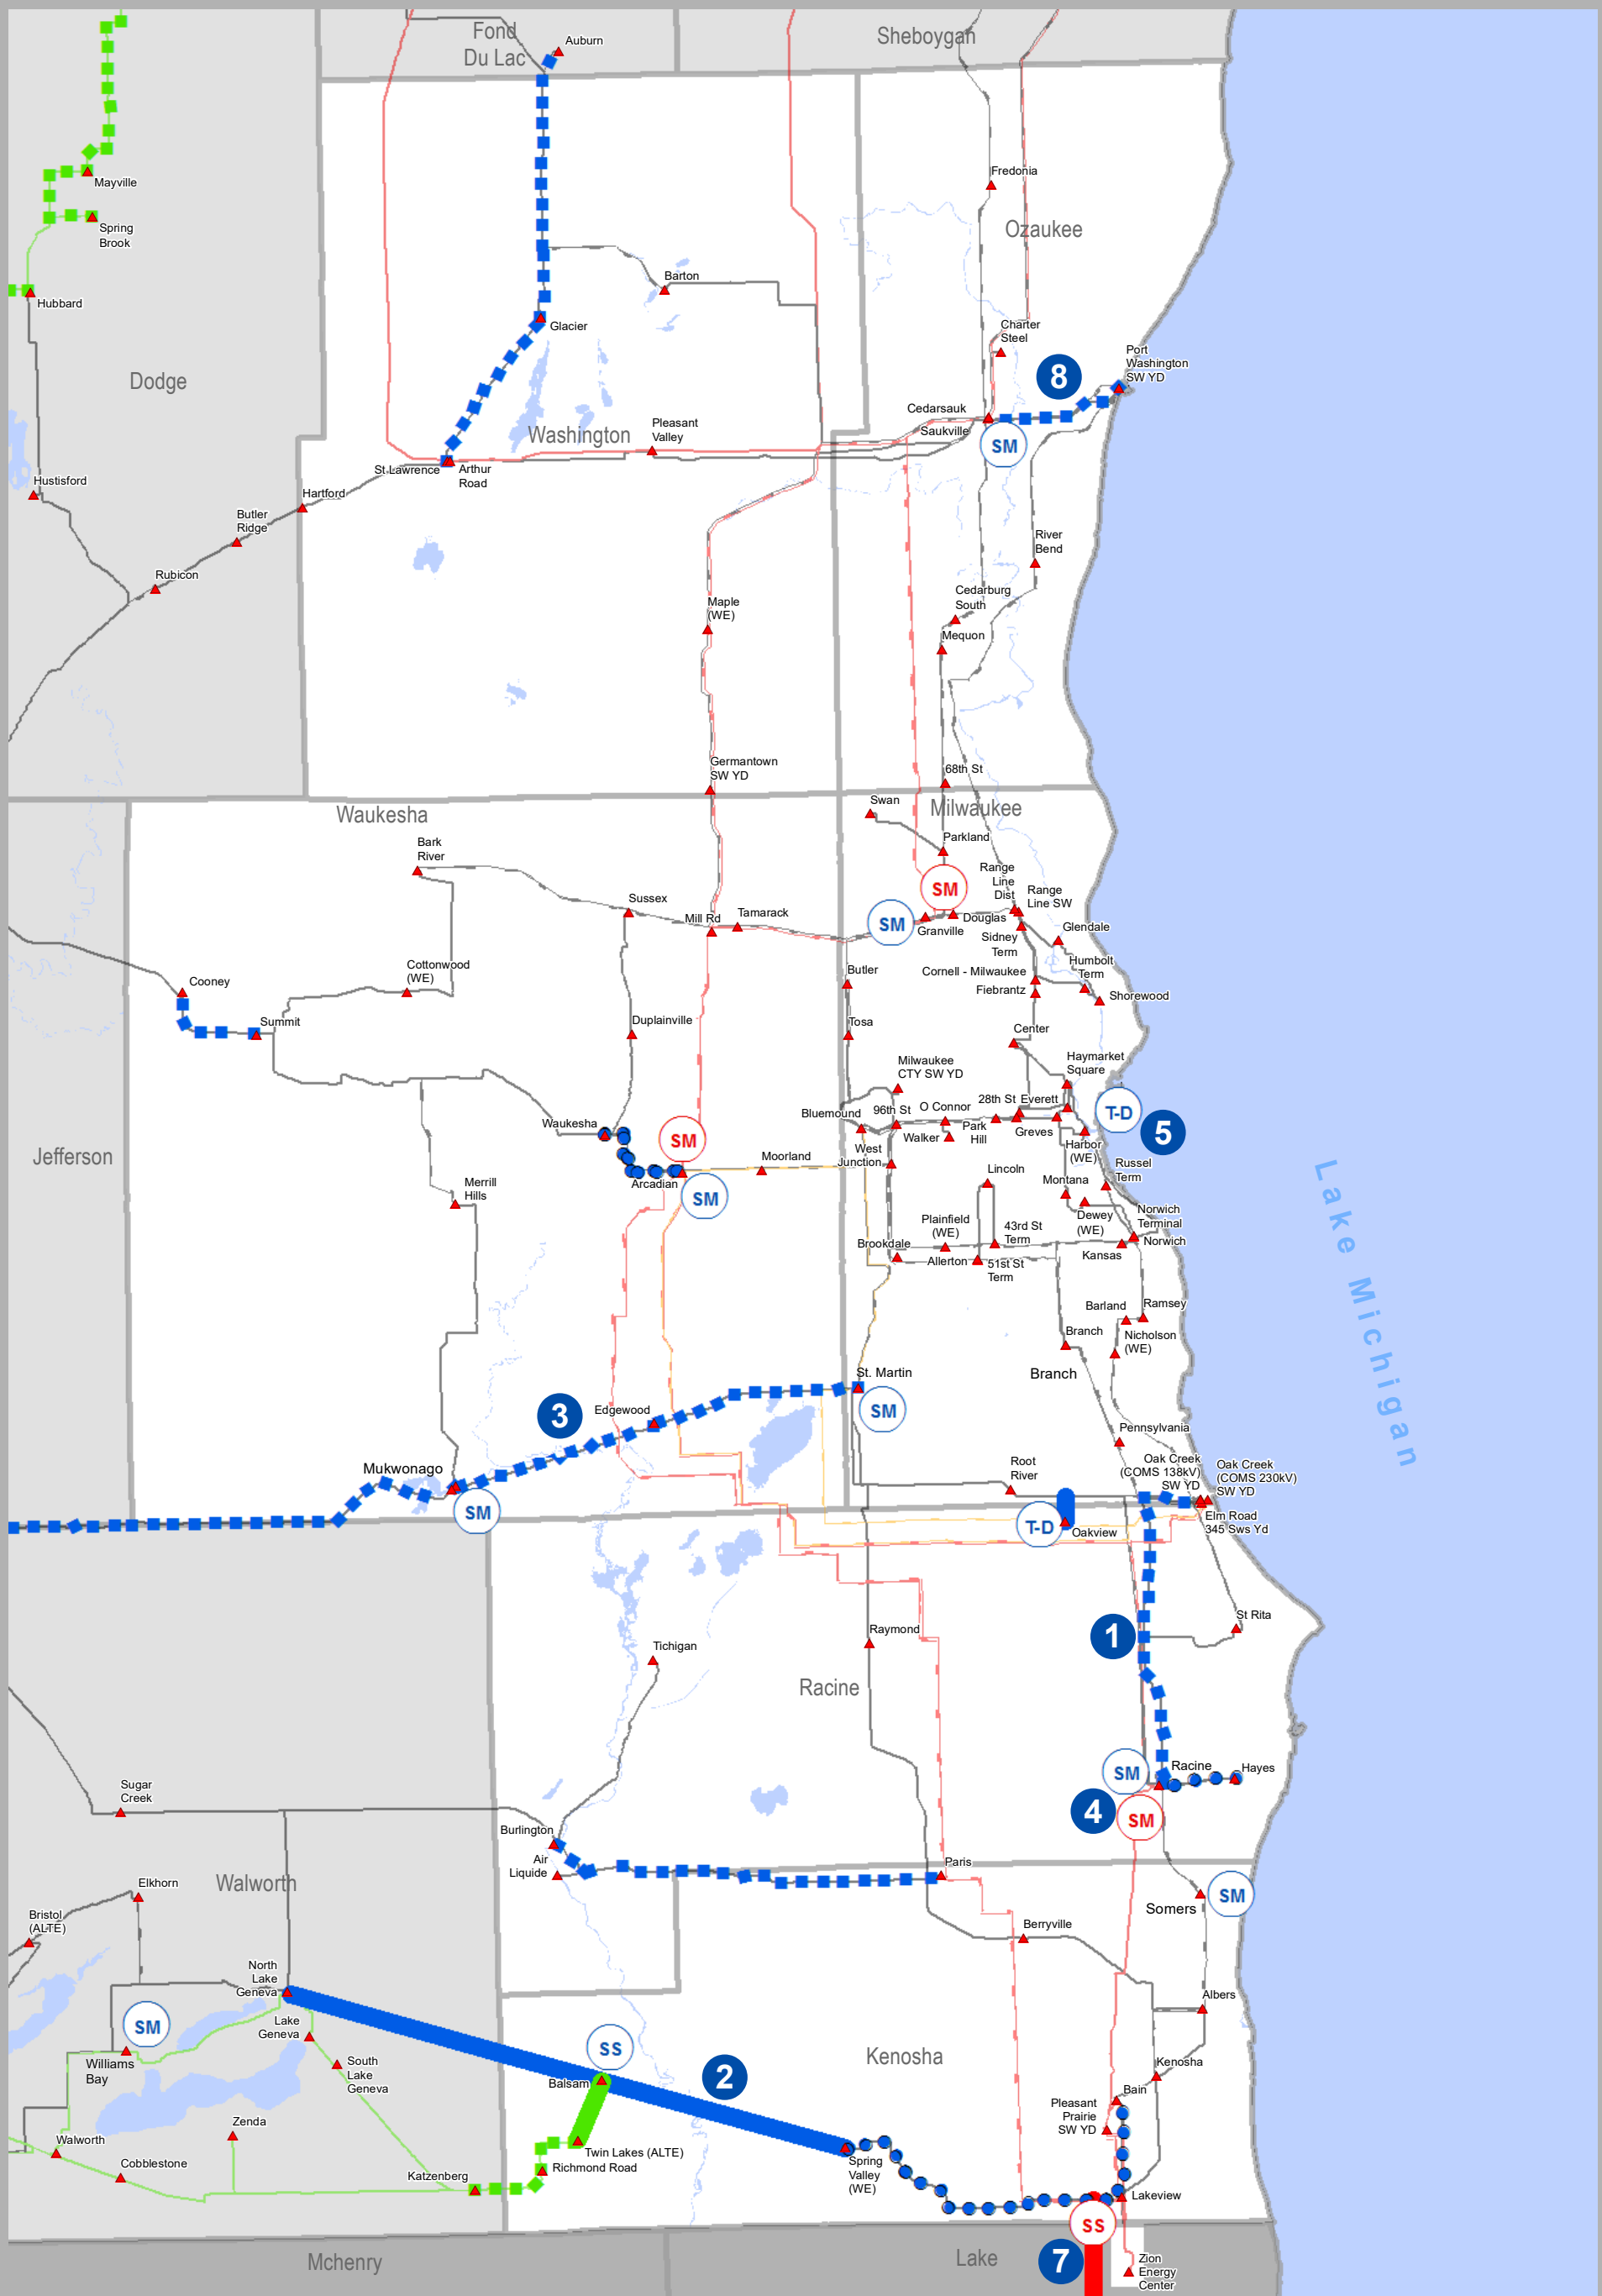 Fond
Du Lac
Auburn
Sheboygan
Mayville
Spring
Brook
Fredonia
Ozaukee
Hubbard
Barton
Glacier
Charter
Steel
Port
Washington
SW YD
8
Dodge
Cedarsauk
Saukville
SM
Pleasant
Valley
Washington
St Lawrence
Arthur
Road
Hustisford
Hartford
Butler
Ridge
River
Bend
Rubicon
Cedarburg
South
Maple
(WE)
Mequon
Germantown
SW YD
68th St
Waukesha
Swan
Milwaukee
Bark
River
Parkland
SM
Range
Line
Dist
Range
Line SW
Sussex
Mill Rd
Tamarack
SM
Granville
Douglas
Sidney
Term
Glendale
Cottonwood
(WE)
Butler
Cornell - Milwaukee
Fiebrantz
Humbolt
Term
Shorewood
Cooney
Summit
Duplainville
Tosa
Center
Milwaukee
CTY SW YD
Haymarket
Square
T-D
5
Waukesha
Bluemound
96th St
O Connor
28th St
Everett
Walker
Park
Hill
Greves
Harbor
(WE)
SM
West
Junction
Jefferson
Arcadian
Moorland
SM
Lincoln
Montana
Russel
Term
Merrill
Hills
Dewey
(WE)
Norwich
Terminal
Norwich
Plainfield
(WE)
43rd St
Term
Brookdale
Allerton
51st St
Term
Kansas
Lake Michigan
Barland
Ramsey
Branch
Nicholson
(WE)
Branch
St. Martin
SM
3
Edgewood
Pennsylvania
Mukwonago
SM
Root
River
Oak Creek
(COMS 138kV)
SW YD
Oak Creek
(COMS 230kV)
SW YD
Elm Road
345 Sws Yd
T-D
Oakview
St Rita
1
Raymond
Tichigan
Racine
SM
Racine
Hayes
Sugar
Creek
4
SM
Burlington
Air
Liquide
Paris
Walworth
Elkhorn
SM
Somers
Bristol
(ALTE)
Berryville
North
Lake
Geneva
Albers
Lake
Geneva
SM
Williams
Bay
South
Lake
Geneva
SS
Balsam
2
Kenosha
Kenosha
Bain
Pleasant
Prairie
SW YD
Zenda
Walworth
Cobblestone
Twin Lakes (ALTE)
Richmond Road
Katzenberg
Spring
Valley
(WE)
Lakeview
SS
Mchenry
Lake
7
Zion
Energy
Center